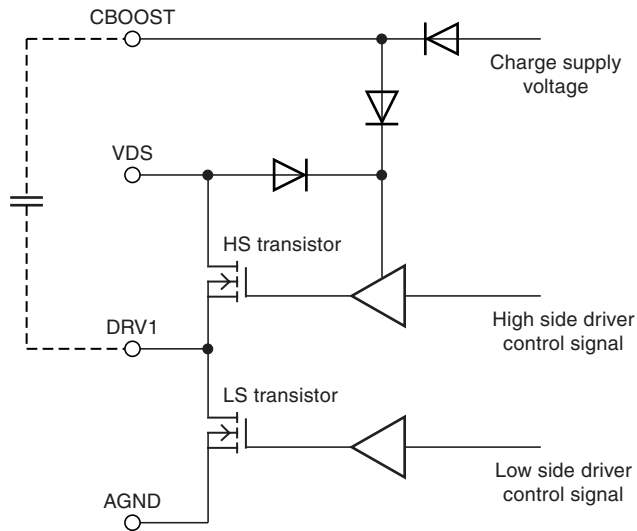 CBOOST
Charge supply
voltage
VDS
HS transistor
DRV1
High side driver
control signal
LS transistor
AGND
Low side driver
control signal